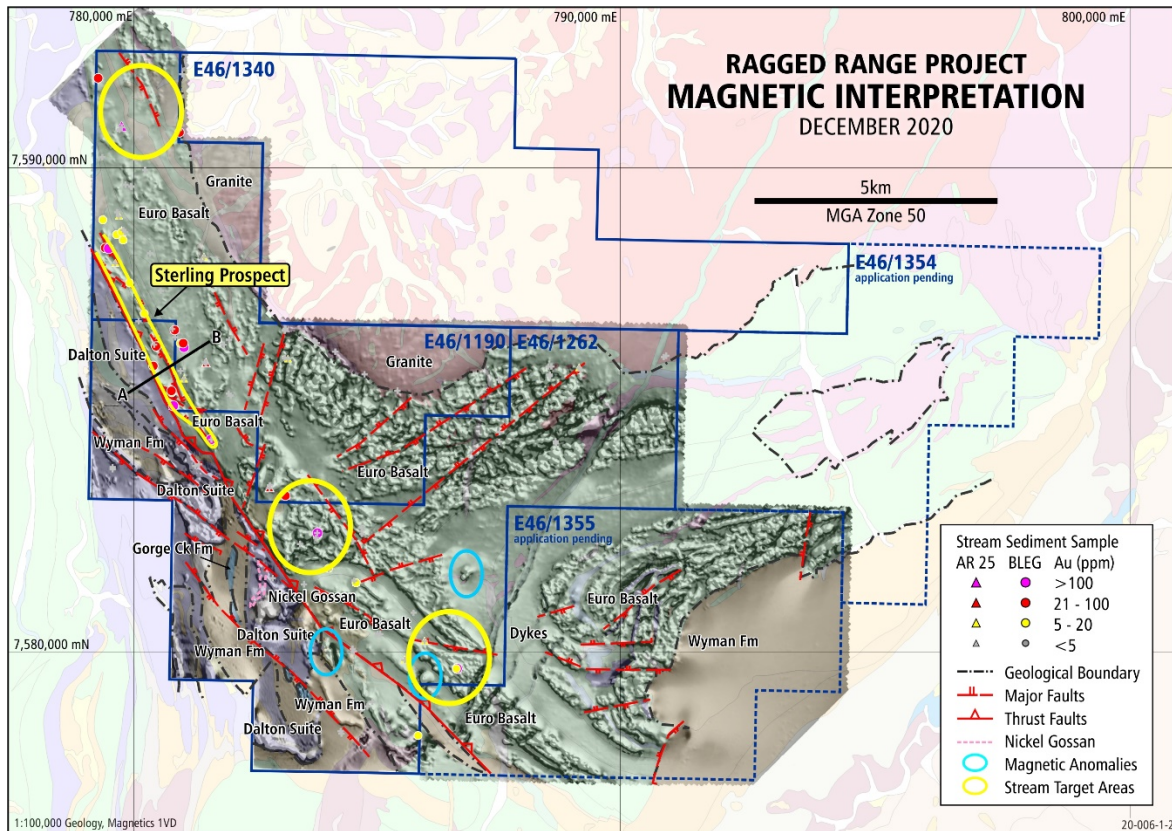 780,000 mE
790,000 mE
800,000 mE
RAGGED RANGE PROJECT
MAGNETIC INTERPRETATION
DECEMBER 2020
E46/1340
7,590,000 mN
Granite
5km
MGA Zone 50
Euro Basalt
E46/1354
application pending
Sterling Prospect
B
E46/1190
E46/1262
Dalton Suite
Granite
A
Euro Basalt
Wyman Fm
Euro Basalt
Dalton Suite
E46/1355
application pending
Gorge Ck Fm
Nickel Gossan
Euro Basalt
Euro Basalt
Dalton Suite
Dykes
7,580,000 mN
Wyman Fm
Wyman Fm
Wyman Fm
Euro Basalt
Dalton Suite
Stream Sediment Sample
AR 25 BLEG Au (ppm)
>100
21 - 100
5 - 20
<5
Geological Boundary
Major Faults
Thrust Faults
Nickel Gossan
Magnetic Anomalies
Stream Target Areas
1:100,000 Geology, Magnetics 1VD
20-006-1-2